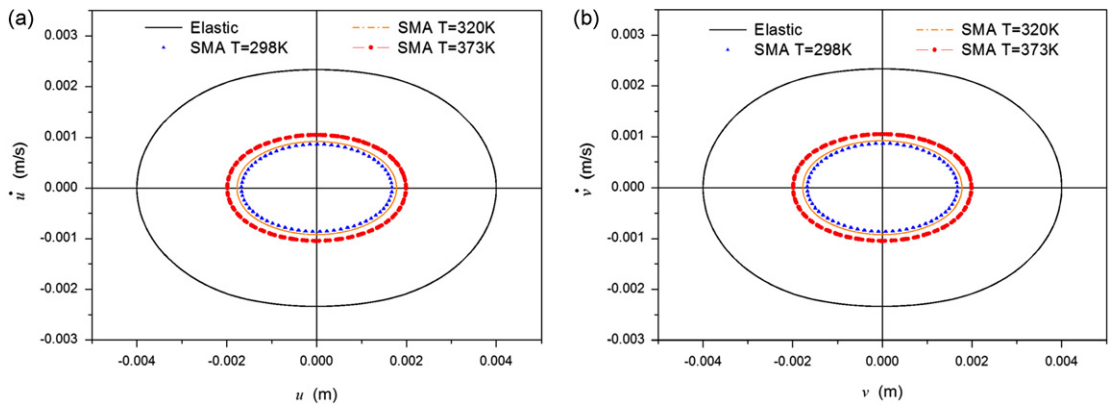 (a)
Elastic
SMA T=298K
SMA T=320K
SMA T=373K
0.003
0.002
0.001
0.000
-0.001
-0.002
-0.003
u̇ (m/s)
-0.004 -0.002 0.000 0.002 0.004
u (m)
(b)
Elastic
SMA T=298K
SMA T=320K
SMA T=373K
0.003
0.002
0.001
0.000
-0.001
-0.002
-0.003
v̇ (m/s)
-0.004 -0.002 0.000 0.002 0.004
v (m)